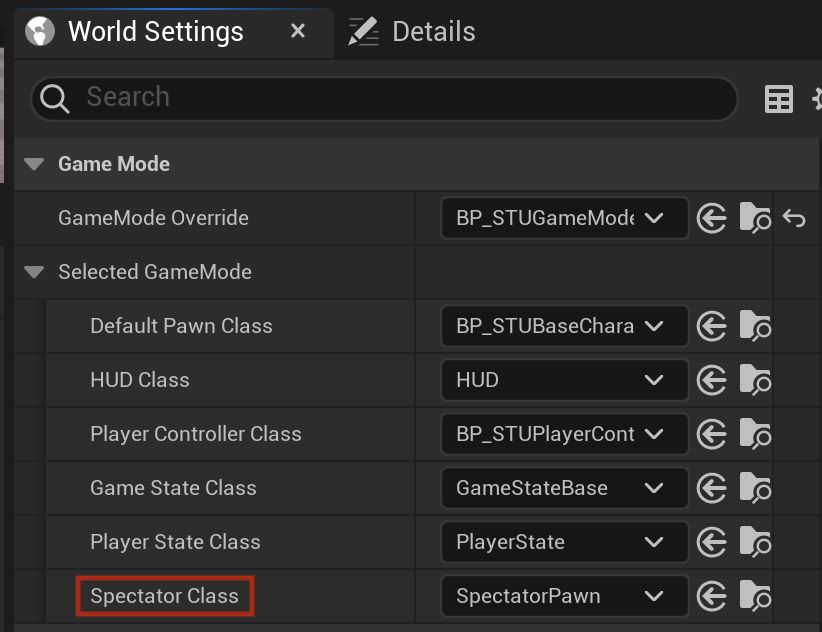 World Settings
Details
Search
Game Mode
GameMode Override
BP_STUGameMode
Selected GameMode
Default Pawn Class
BP_STUBaseChara
HUD Class
HUD
Player Controller Class
BP_STUPlayerCont
Game State Class
GameStateBase
Player State Class
PlayerState
Spectator Class
SpectatorPawn